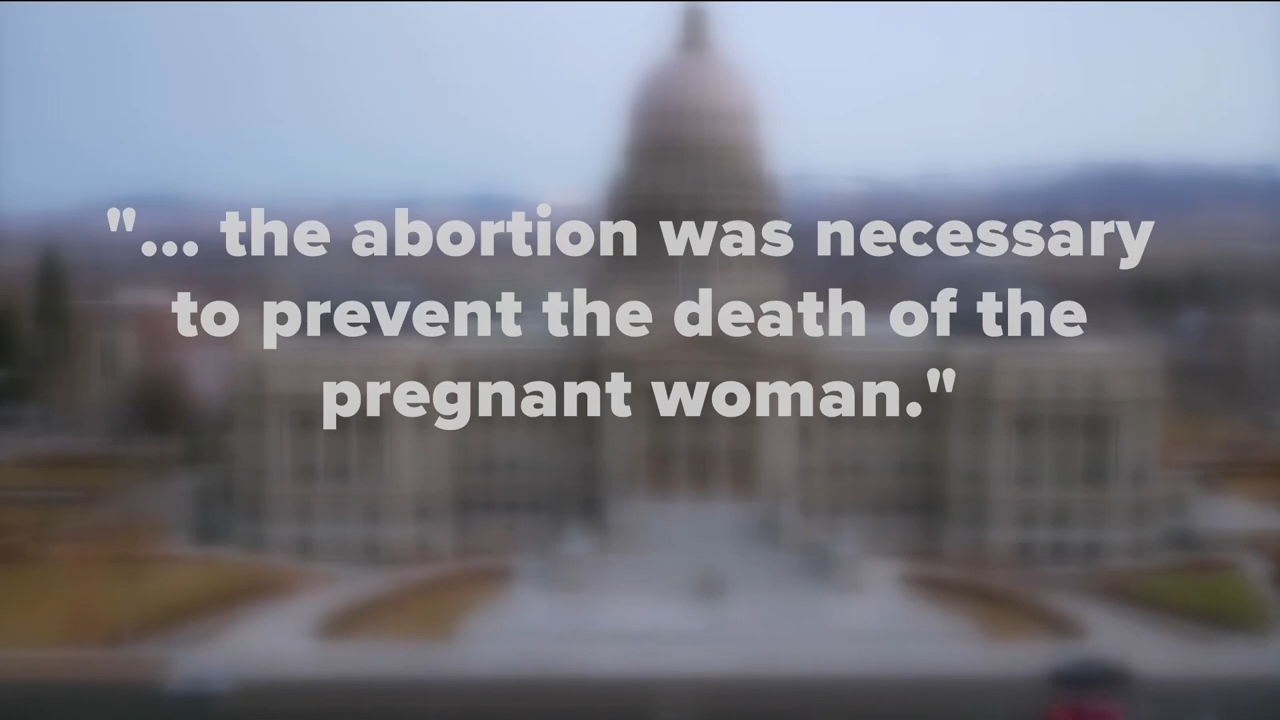 "... the abortion was necessary
to prevent the death of the
pregnant woman."